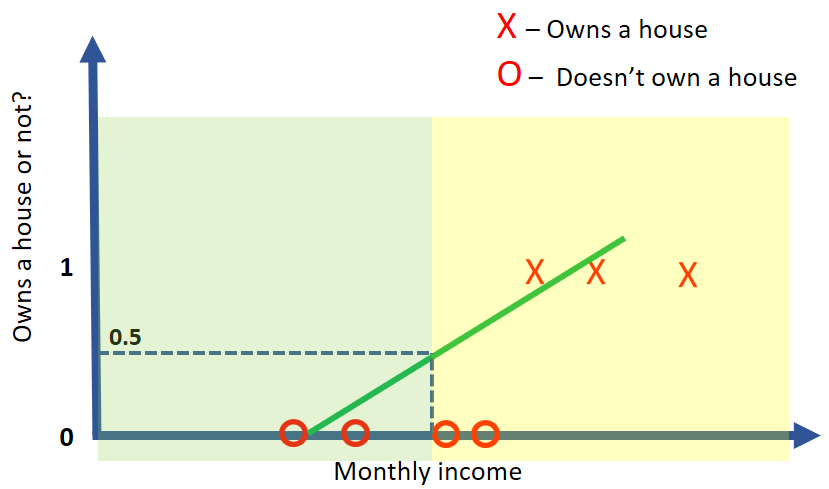 X – Owns a house
O – Doesn’t own a house
Owns a house or not?
1
0.5
0
Monthly income